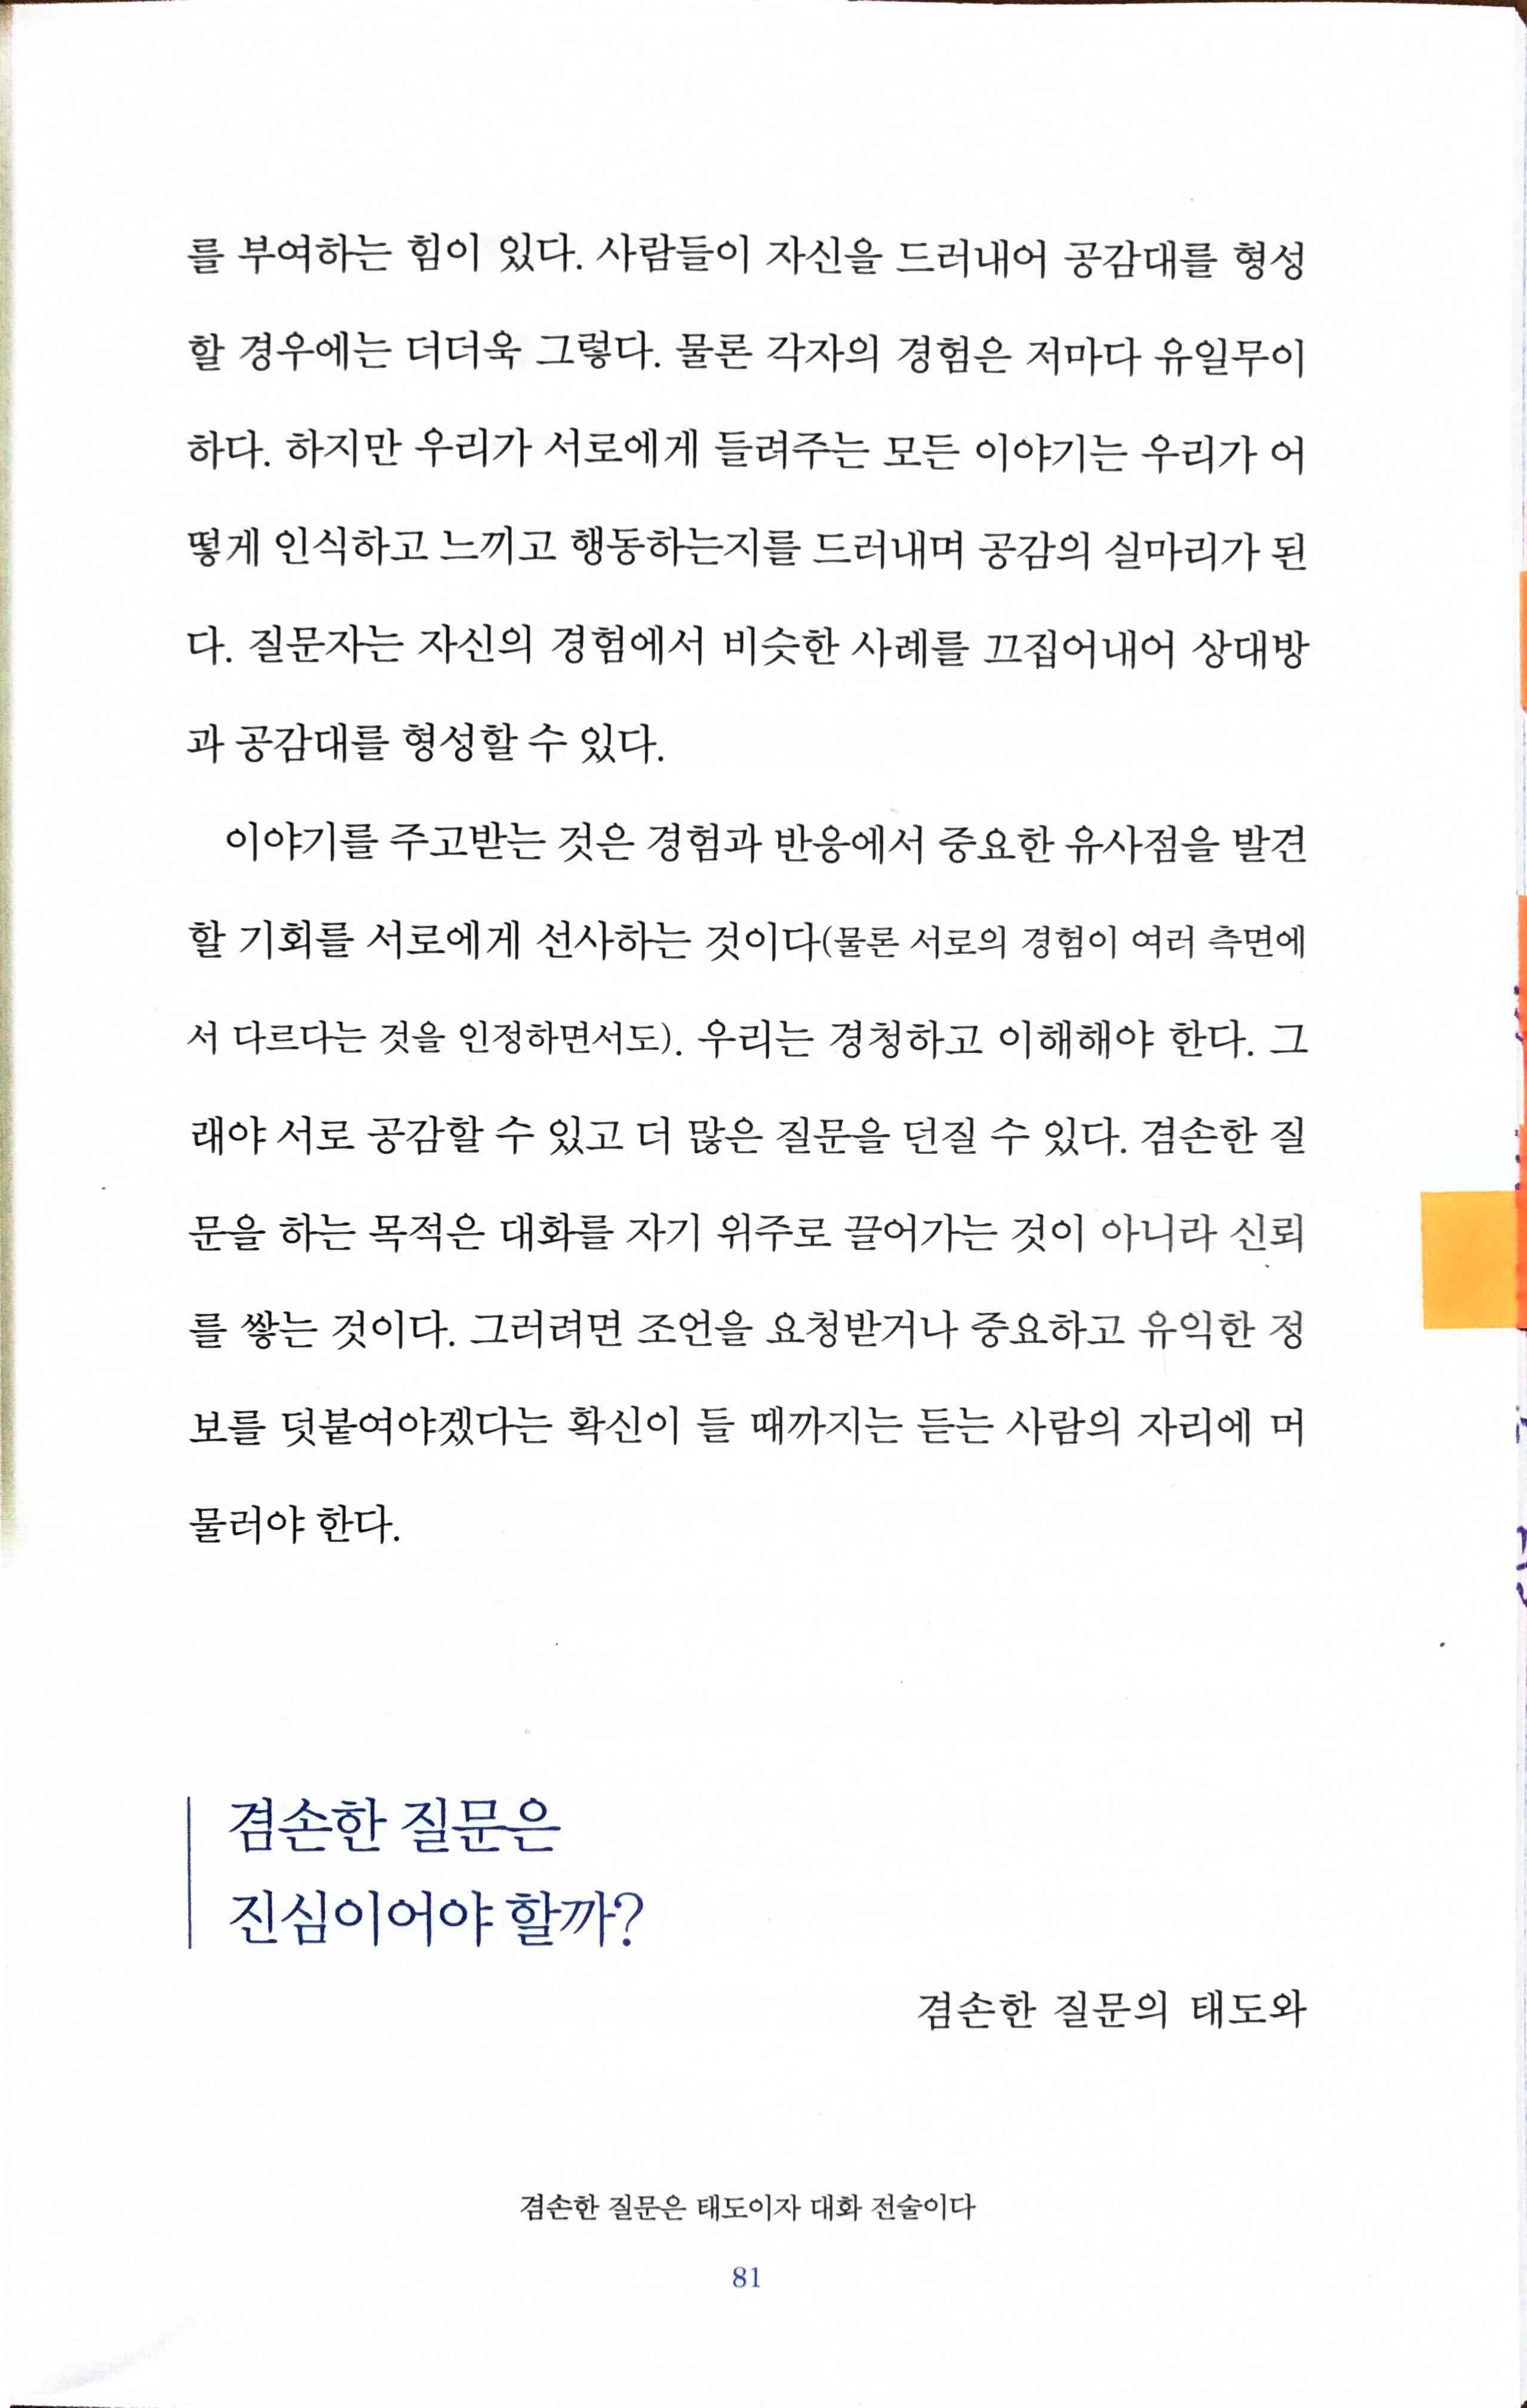 를 부여하는 힘이 있다. 사람들이 자신을 드러내어 공감대를 형성
할 경우에는 더더욱 그렇다. 물론 각자의 경험은 저마다 유일무이
하다. 하지만 우리가 서로에게 들려주는 모든 이야기는 우리가 어
떻게 인식하고 느끼고 행동하는지를 드러내며 공감의 실마리가 된
다. 질문자는 자신의 경험에서 비슷한 사례를 끄집어내어 상대방
과 공감대를 형성할 수 있다.
이야기를 주고받는 것은 경험과 반응에서 중요한 유사점을 발견
할 기회를 서로에게 선사하는 것이다(물론 서로의 경험이 여러 측면에
서 다르다는 것을 인정하면서도). 우리는 경청하고 이해해야 한다. 그
래야 서로 공감할 수 있고 더 많은 질문을 던질 수 있다. 겸손한 질
문을 하는 목적은 대화를 자기 위주로 끌어가는 것이 아니라 신뢰
를 쌓는 것이다. 그러려면 조언을 요청받거나 중요하고 유익한 정
보를 덧붙여야겠다는 확신이 들 때까지는 듣는 사람의 자리에 머
물러야 한다.
겸손한 질문은
진심이어야 할까?
겸손한 질문의 태도와
겸손한 질문은 태도이자 대화 전술이다
81